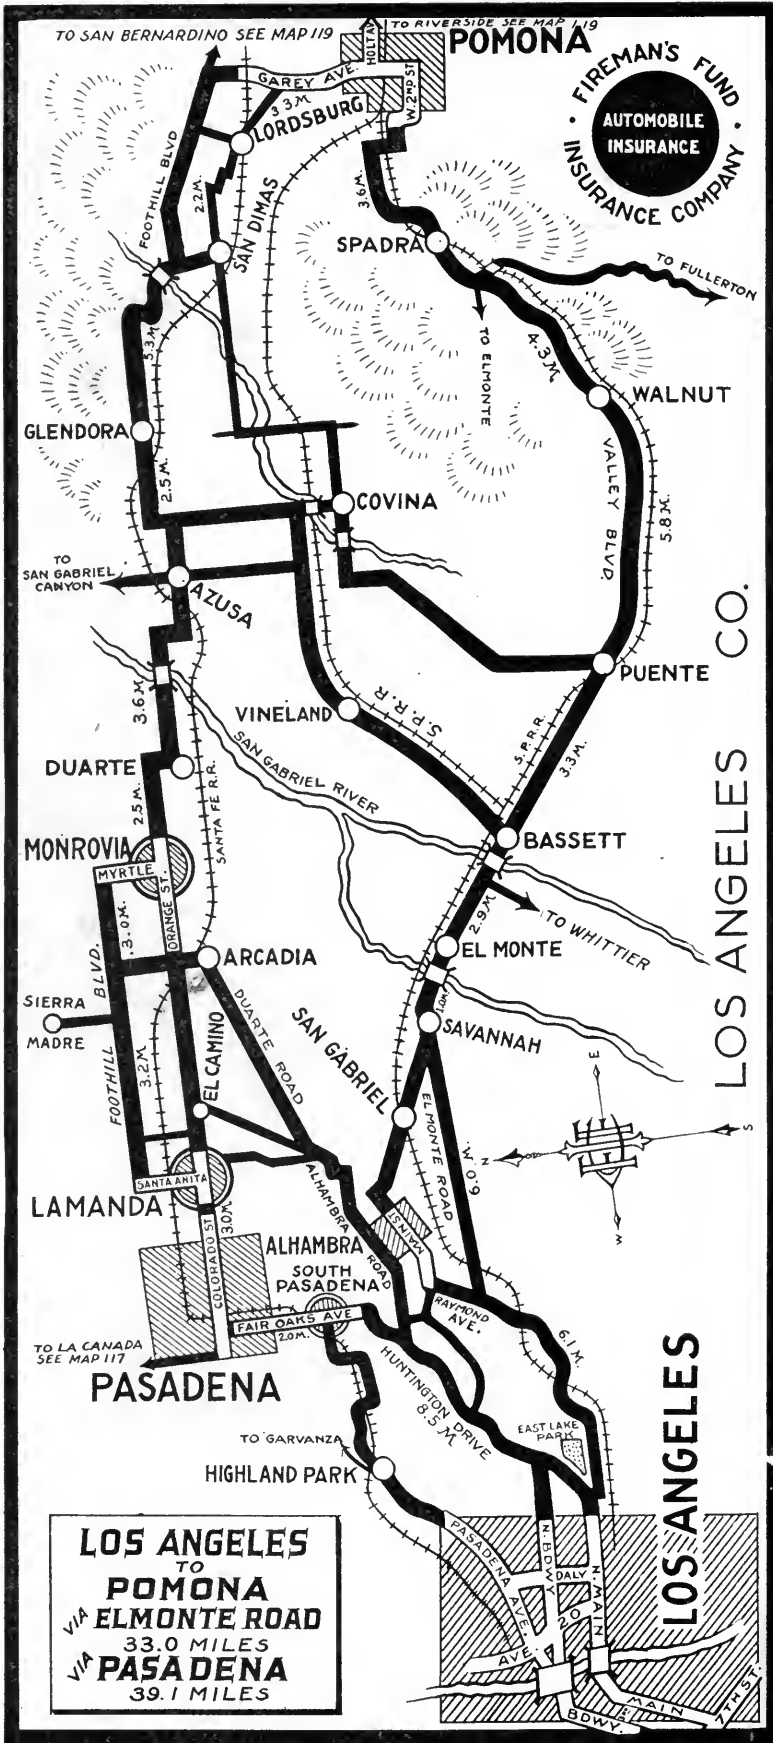 TO SAN BERNARDINO SEE MAP 119
TO RIVERSIDE SEE MAP 119
HOLT AV
POMONA
GAREY AVE.
W. 2ND ST
FIREMAN'S FUND
AUTOMOBILE
INSURANCE
INSURANCE COMPANY
3.3 M
LORDSBURG
FOOTHILL BLVD
2.2 M.
SAN DIMAS
3.6 M.
SPADRA
TO FULLERTON
TO ELMONTE
4.3 M.
5.3 M.
WALNUT
GLENDORA
2.5 M.
VALLEY BLVD.
5.8 M.
COVINA
TO
SAN GABRIEL
CANYON
AZUSA
PUENTE
3.6 M.
VINELAND
S.P.R.R.
S.P.R.R.
3.3 M.
SAN GABRIEL RIVER
DUARTE
2.5 M.
SANTA FE R.R.
MONROVIA
MYRTLE
ORANGE ST.
BASSETT
2.9 M
TO WHITTIER
LOS ANGELES CO.
3.0 M.
ARCADIA
EL MONTE
FOOTHILL BLVD.
SIERRA
MADRE
1.0 M.
SAVANNAH
3.2 M
EL CAMINO
DUARTE ROAD
SAN GABRIEL
EL MONTE ROAD
6.0 M.
E
S
N
W
SANTA ANITA
LAMANDA
3.0 M.
COLORADO ST
ALHAMBRA ROAD
MAIN ST
ALHAMBRA
SOUTH
PASADENA
RAYMOND
AVE.
FAIR OAKS AVE
2.0 M.
6.1 M.
TO LA CANADA
SEE MAP 117
PASADENA
HUNTINGTON DRIVE
8.5 M
EAST LAKE
PARK
TO GARVANZA
HIGHLAND PARK
LOS ANGELES
PASADENA AVE.
N. BDWY
DALY
N. MAIN
AVE. 20
MAIN
BDWY.
7TH ST.
LOS ANGELES
TO
POMONA
VIA ELMONTE ROAD
33.0 MILES
VIA PASADENA
39.1 MILES